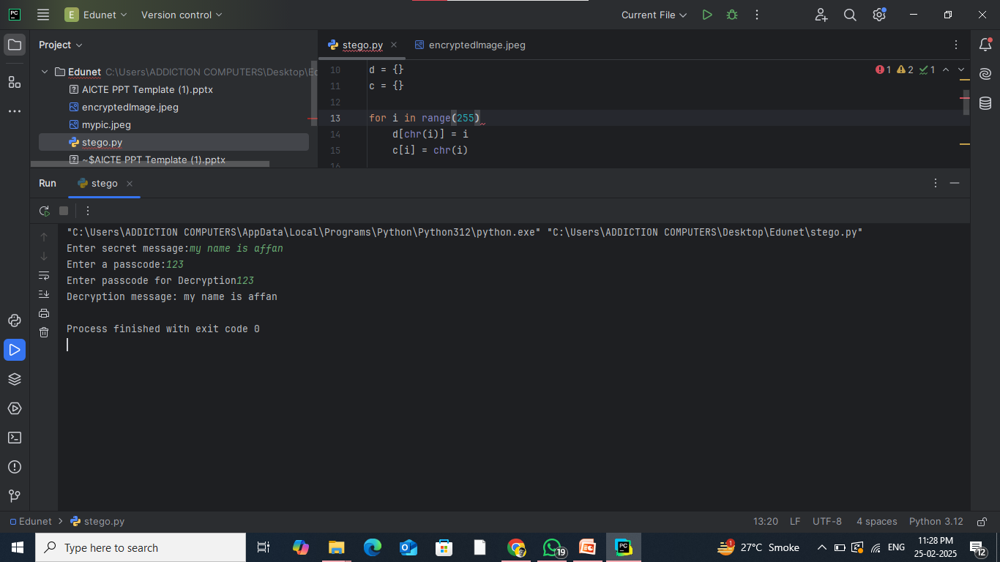 PC
E Edunet
Version control
Current File
Project
stego.py
encryptedImage.jpeg
Edunet C:\Users\ADDICTION COMPUTERS\Desktop\Ed
AICTE PPT Template (1).pptx
encryptedImage.jpeg
mypic.jpeg
stego.py
~$AICTE PPT Template (1).pptx
1 2 1
10 d = {}
11 c = {}
12
13 for i in range(255)
14 d[chr(i)] = i
15 c[i] = chr(i)
16
Run
stego
"C:\Users\ADDICTION COMPUTERS\AppData\Local\Programs\Python\Python312\python.exe" "C:\Users\ADDICTION COMPUTERS\Desktop\Edunet\stego.py"
Enter secret message:my name is affan
Enter a passcode:123
Enter passcode for Decryption123
Decryption message: my name is affan
Process finished with exit code 0
Edunet > stego.py
13:20 LF UTF-8 4 spaces Python 3.12
Type here to search
19
PC
1
27°C Smoke
ENG
11:28 PM
25-02-2025
12